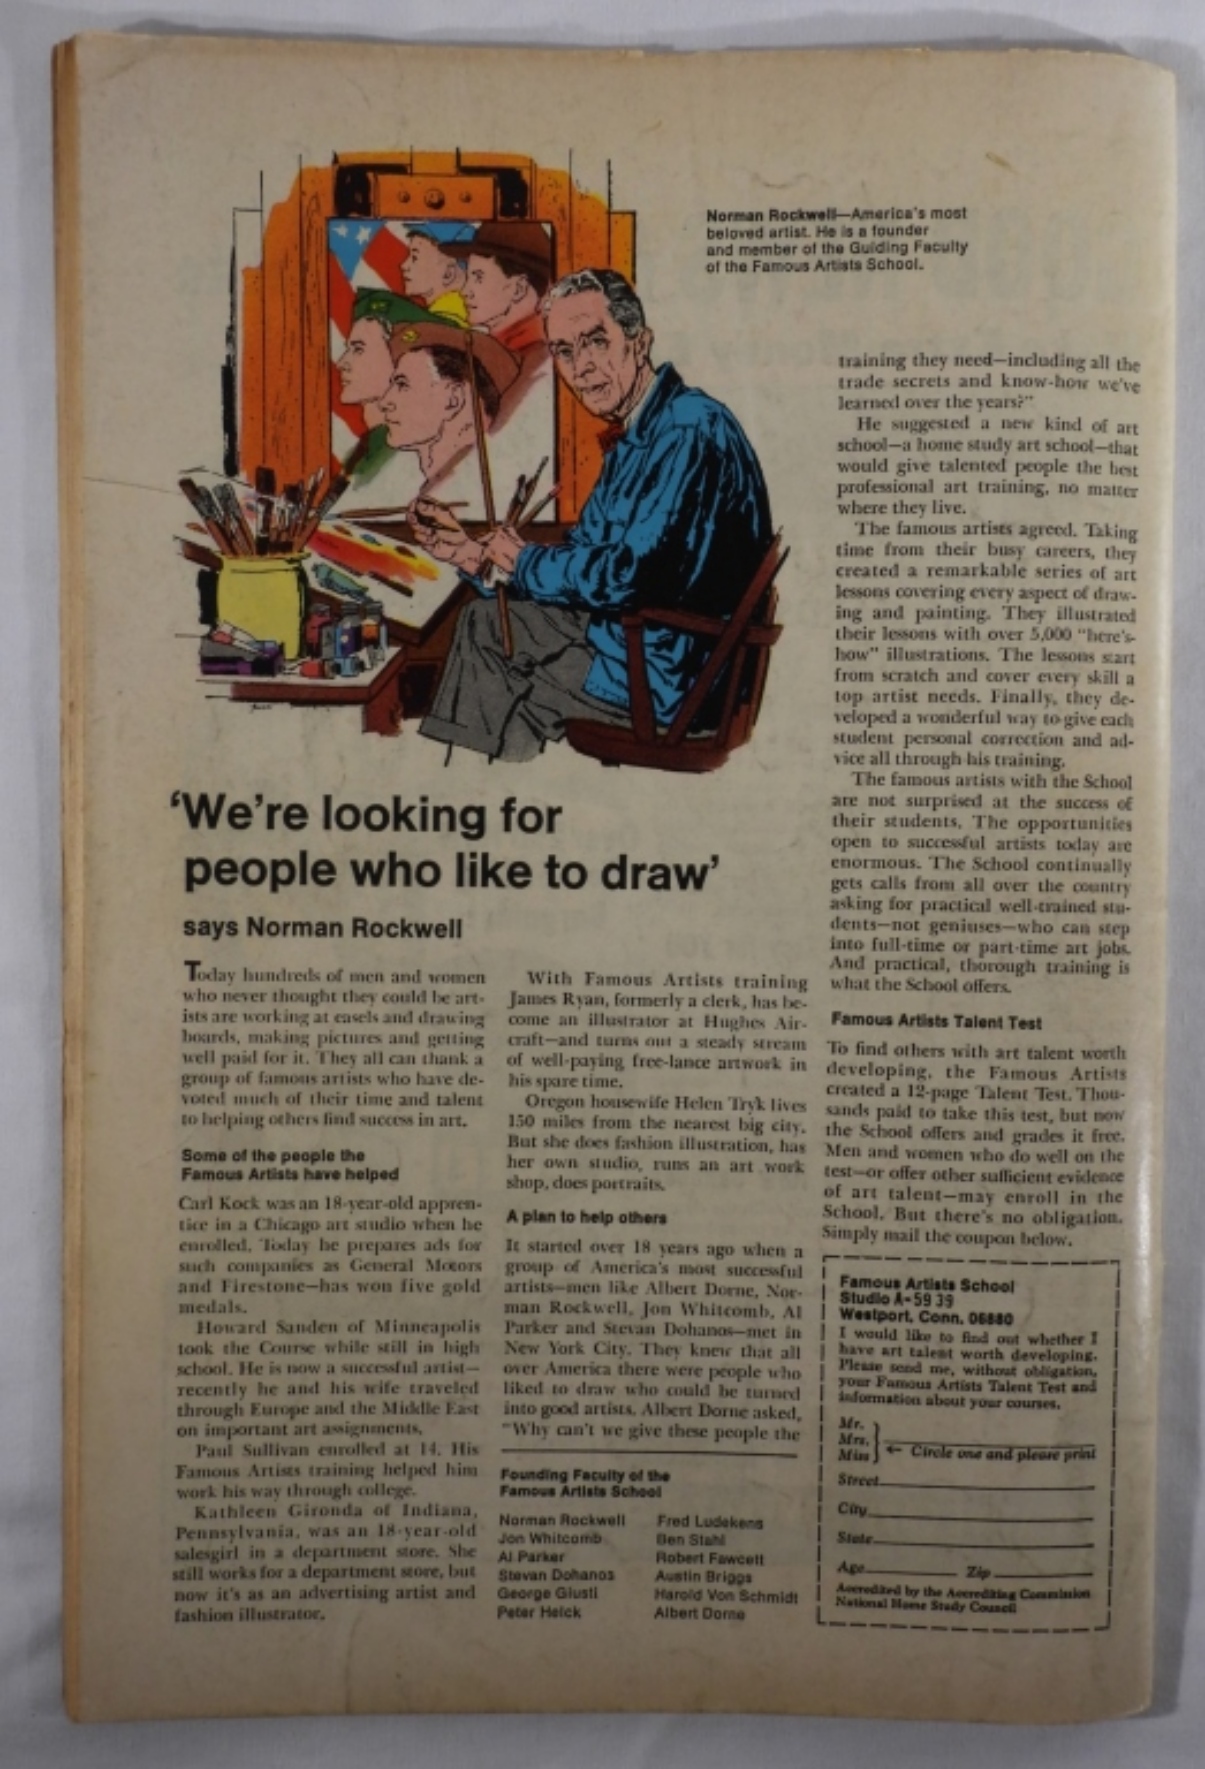 Norman Rockwell—America's most
beloved artist. He is a founder
and member of the Guiding Faculty
of the Famous Artists School.
'We're looking for
people who like to draw'
says Norman Rockwell
Today hundreds of men and women
who never thought they could be art-
ists are working at easels and drawing
boards, making pictures and getting
well paid for it. They all can thank a
group of famous artists who have de-
voted much of their time and talent
to helping others find success in art.
Some of the people the
Famous Artists have helped
Carl Kock was an 18-year-old appren-
tice in a Chicago art studio when he
enrolled. Today he prepares ads for
such companies as General Motors
and Firestone—has won five gold
medals.
Howard Sanden of Minneapolis
took the Course while still in high
school. He is now a successful artist—
recently he and his wife traveled
through Europe and the Middle East
on important art assignments.
Paul Sullivan enrolled at 14. His
Famous Artists training helped him
work his way through college.
Kathleen Gironda of Indiana,
Pennsylvania, was an 18-year-old
salesgirl in a department store. She
still works for a department store, but
now it's as an advertising artist and
fashion illustrator.
With Famous Artists training
James Ryan, formerly a clerk, has be-
come an illustrator at Hughes Air-
craft—and turns out a steady stream
of well-paying free-lance artwork in
his spare time.
Oregon housewife Helen Tryk lives
150 miles from the nearest big city.
But she does fashion illustration, has
her own studio, runs an art work
shop, does portraits.
A plan to help others
It started over 18 years ago when a
group of America's most successful
artists—men like Albert Dorne, Nor-
man Rockwell, Jon Whitcomb, Al
Parker and Stevan Dohanos—met in
New York City. They knew that all
over America there were people who
liked to draw who could be turned
into good artists. Albert Dorne asked,
"Why can't we give these people the
training they need—including all the
trade secrets and know-how we've
learned over the years?"
He suggested a new kind of art
school—a home study art school—that
would give talented people the best
professional art training, no matter
where they live.
The famous artists agreed. Taking
time from their busy careers, they
created a remarkable series of art
lessons covering every aspect of draw-
ing and painting. They illustrated
their lessons with over 5,000 "here's-
how" illustrations. The lessons start
from scratch and cover every skill a
top artist needs. Finally, they de-
veloped a wonderful way to give each
student personal correction and ad-
vice all through his training.
The famous artists with the School
are not surprised at the success of
their students. The opportunities
open to successful artists today are
enormous. The School continually
gets calls from all over the country
asking for practical well-trained stu-
dents—not geniuses—who can step
into full-time or part-time art jobs.
And practical, thorough training is
what the School offers.
Famous Artists Talent Test
To find others with art talent worth
developing, the Famous Artists
created a 12-page Talent Test. Thou-
sands paid to take this test, but now
the School offers and grades it free.
Men and women who do well on the
test—or offer other sufficient evidence
of art talent—may enroll in the
School. But there's no obligation.
Simply mail the coupon below.
Founding Faculty of the
Famous Artists School
Norman Rockwell
Jon Whitcomb
Al Parker
Stevan Dohanos
George Giusti
Peter Helck
Fred Ludekens
Ben Stahl
Robert Fawcett
Austin Briggs
Harold Von Schmidt
Albert Dorne
Famous Artists School
Studio A-5939
Westport, Conn. 06880
I would like to find out whether I
have art talent worth developing.
Please send me, without obligation,
your Famous Artists Talent Test and
information about your courses.
Mr.
Mrs.
Miss
← Circle one and please print
Street
City
State
Age Zip
Accredited by the Accrediting Commission
National Home Study Council